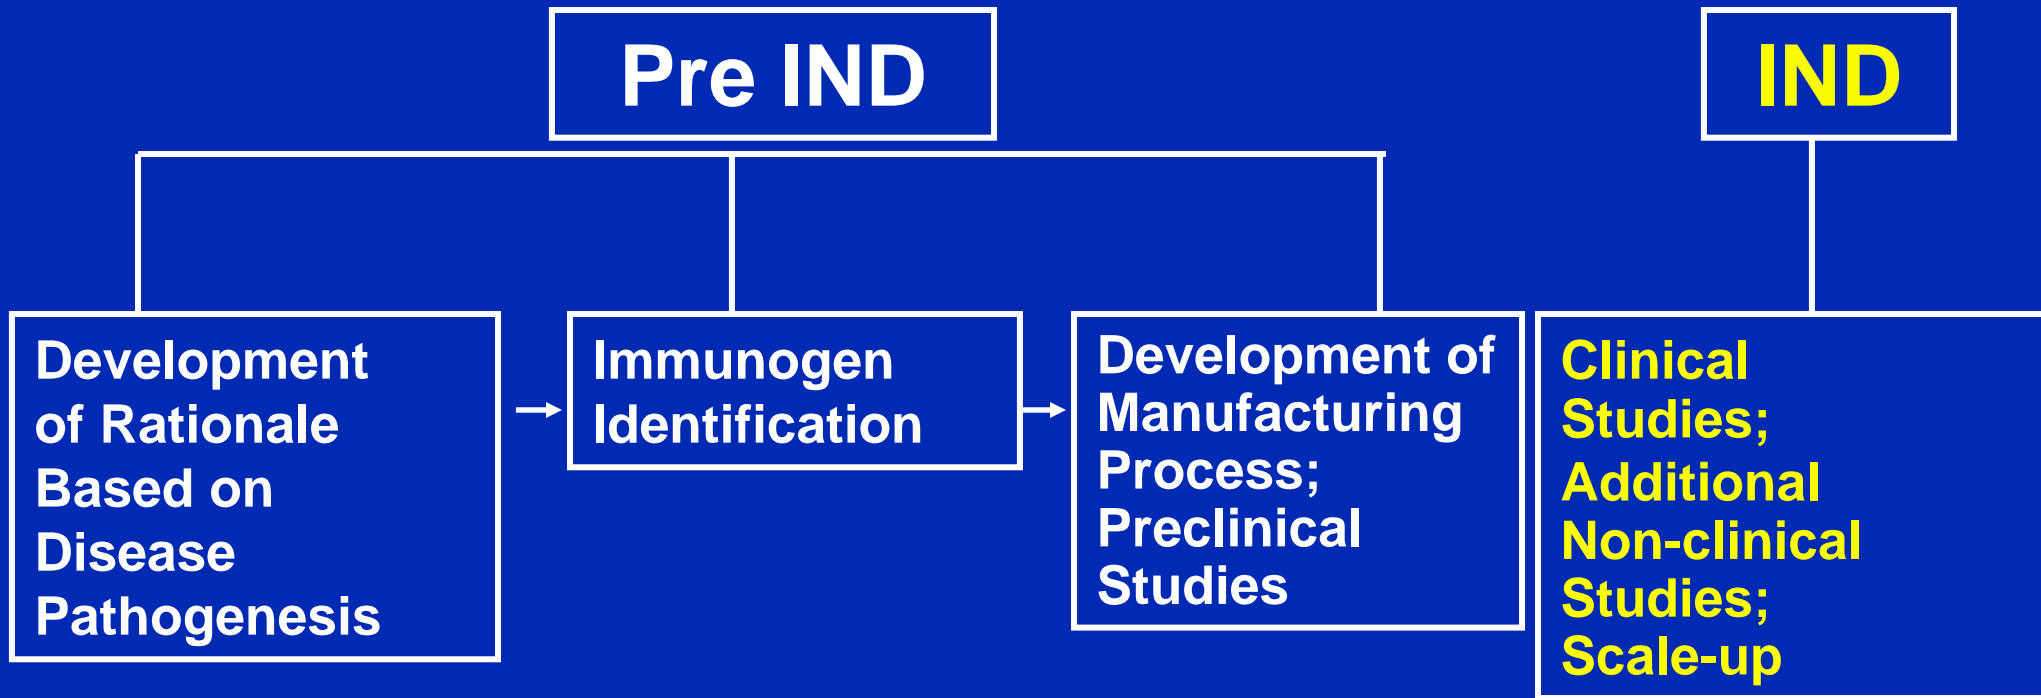 Pre IND
IND
Development
of Rationale
Based on
Disease
Pathogenesis
Immunogen
Identification
Development of
Manufacturing
Process;
Preclinical
Studies
Clinical
Studies;
Additional
Non-clinical
Studies;
Scale-up